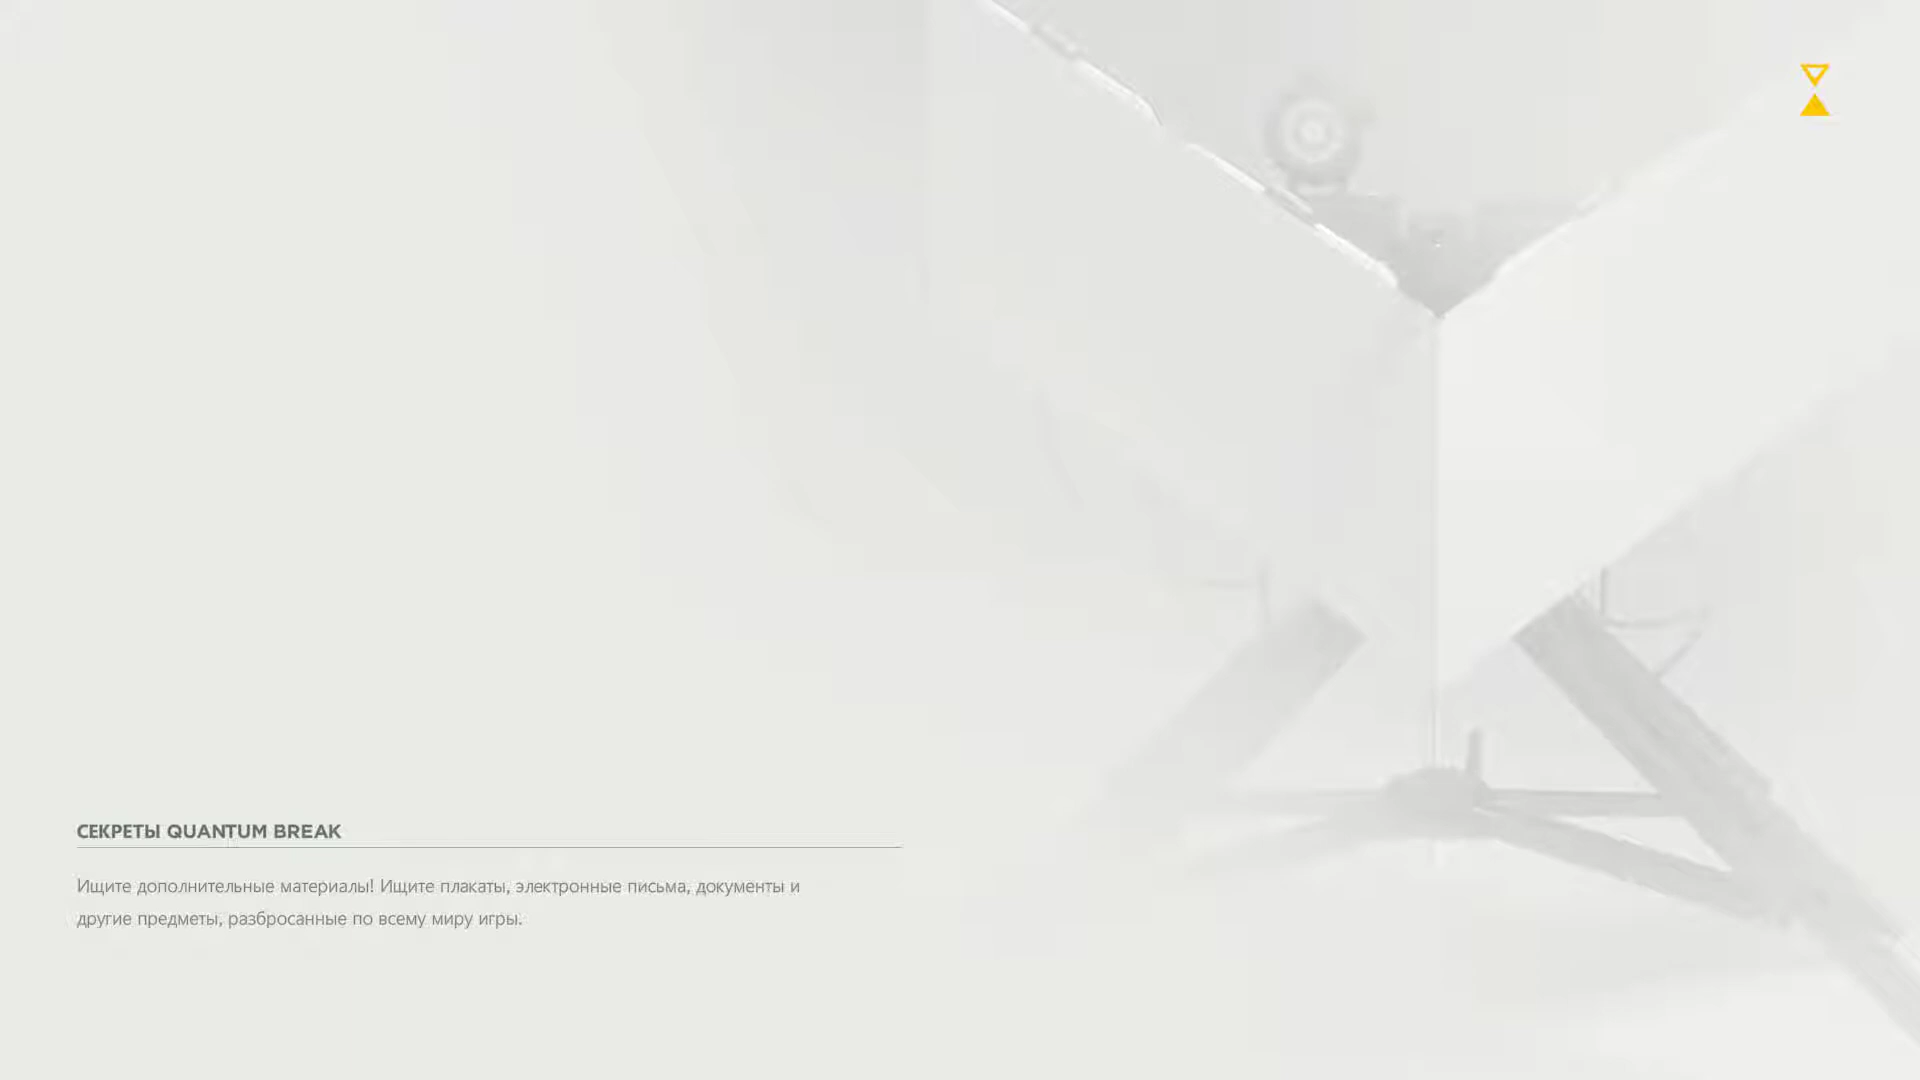 СЕКРЕТЫ QUANTUM BREAK
Ищите дополнительные материалы! Ищите плакаты, электронные письма, документы и
другие предметы, разбросанные по всему миру игры.